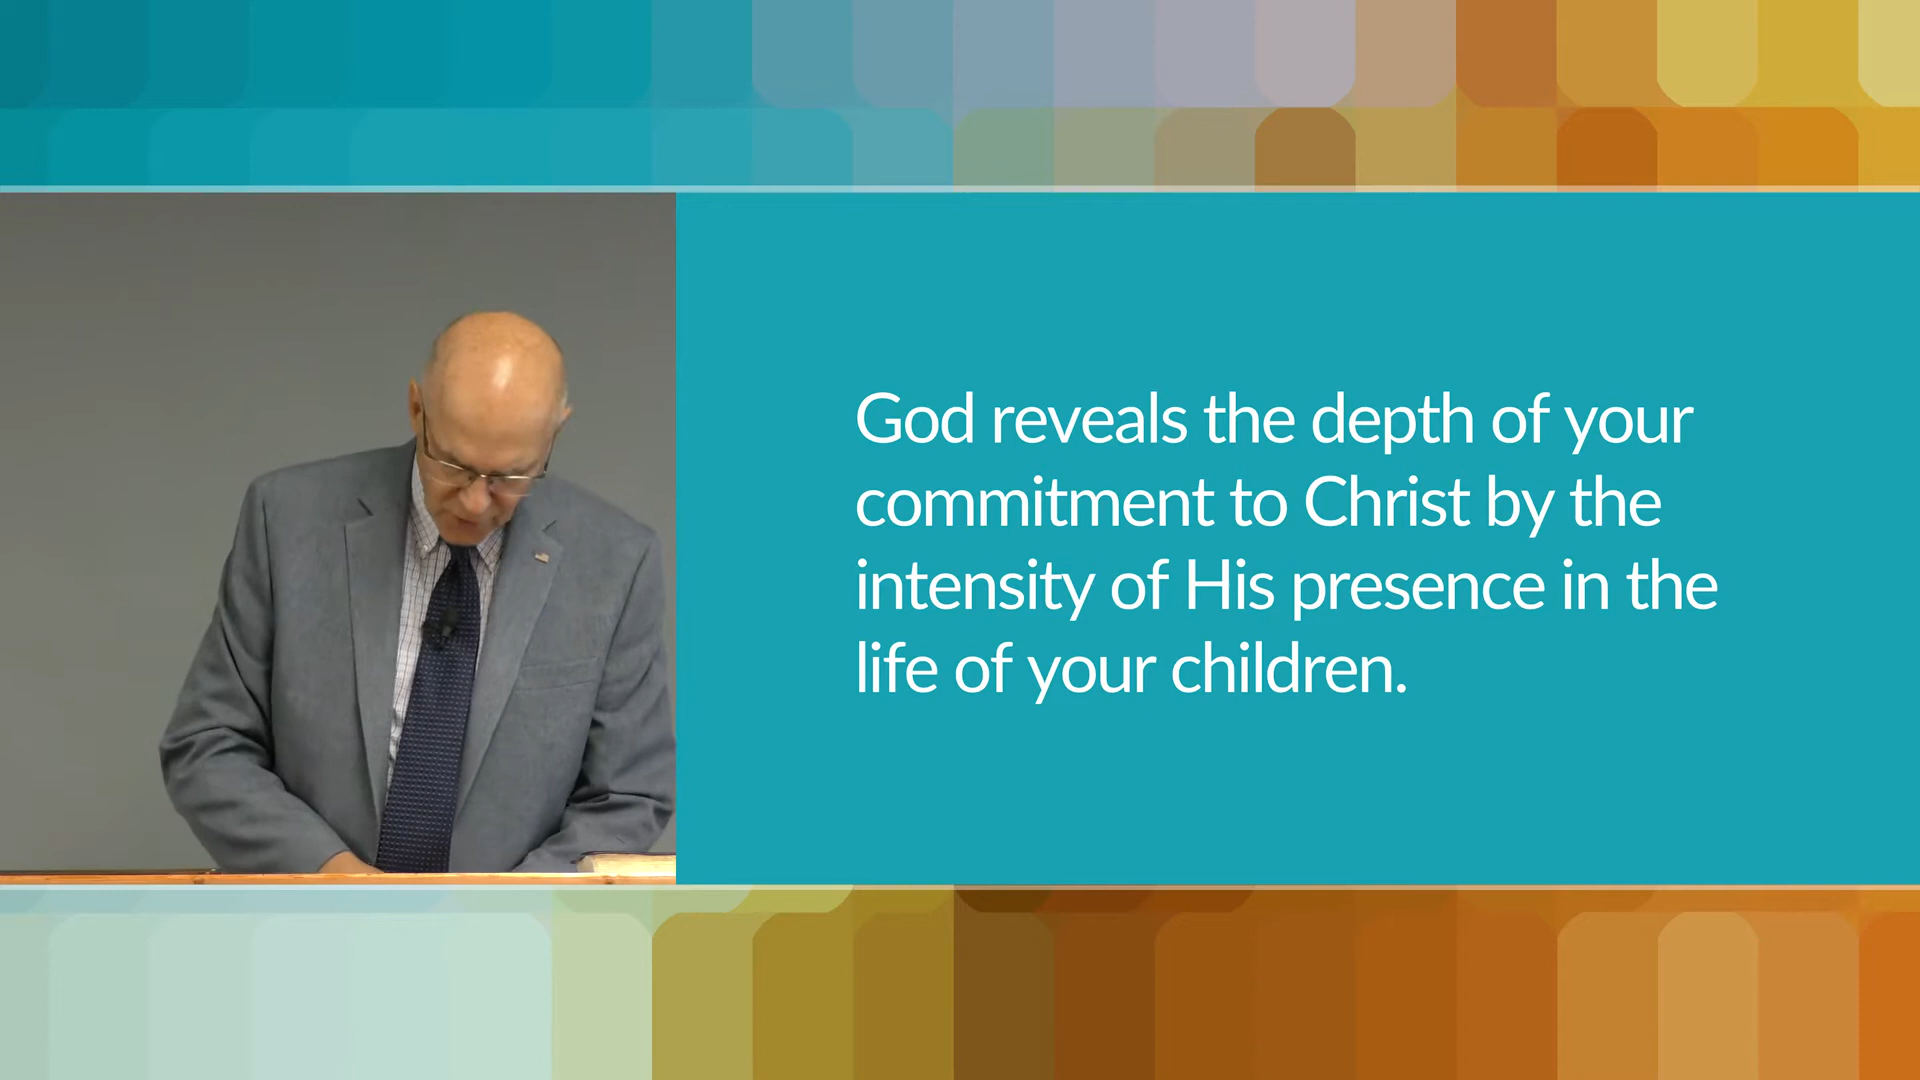 God reveals the depth of your
commitment to Christ by the
intensity of His presence in the
life of your children.